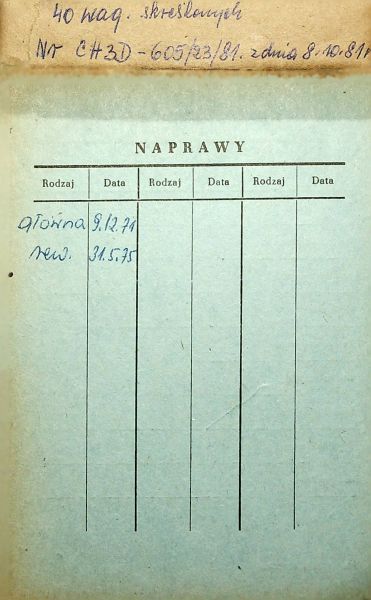 40 wag. skreślonych
Nr CH3D-605/23/81. z dnia 8.10.81r
NAPRAWY
Rodzaj Data Rodzaj Data Rodzaj Data
główna 9.12.71
rew. 31.5.75